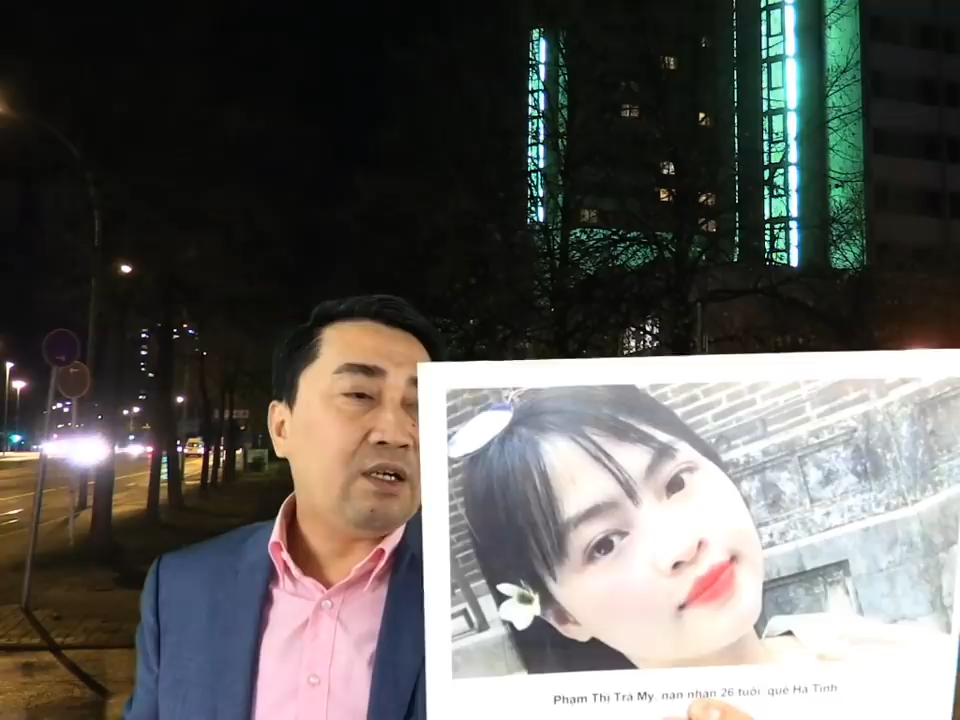 Phạm Thị Trà My, nạn nhân 26 tuổi, quê Hà Tĩnh